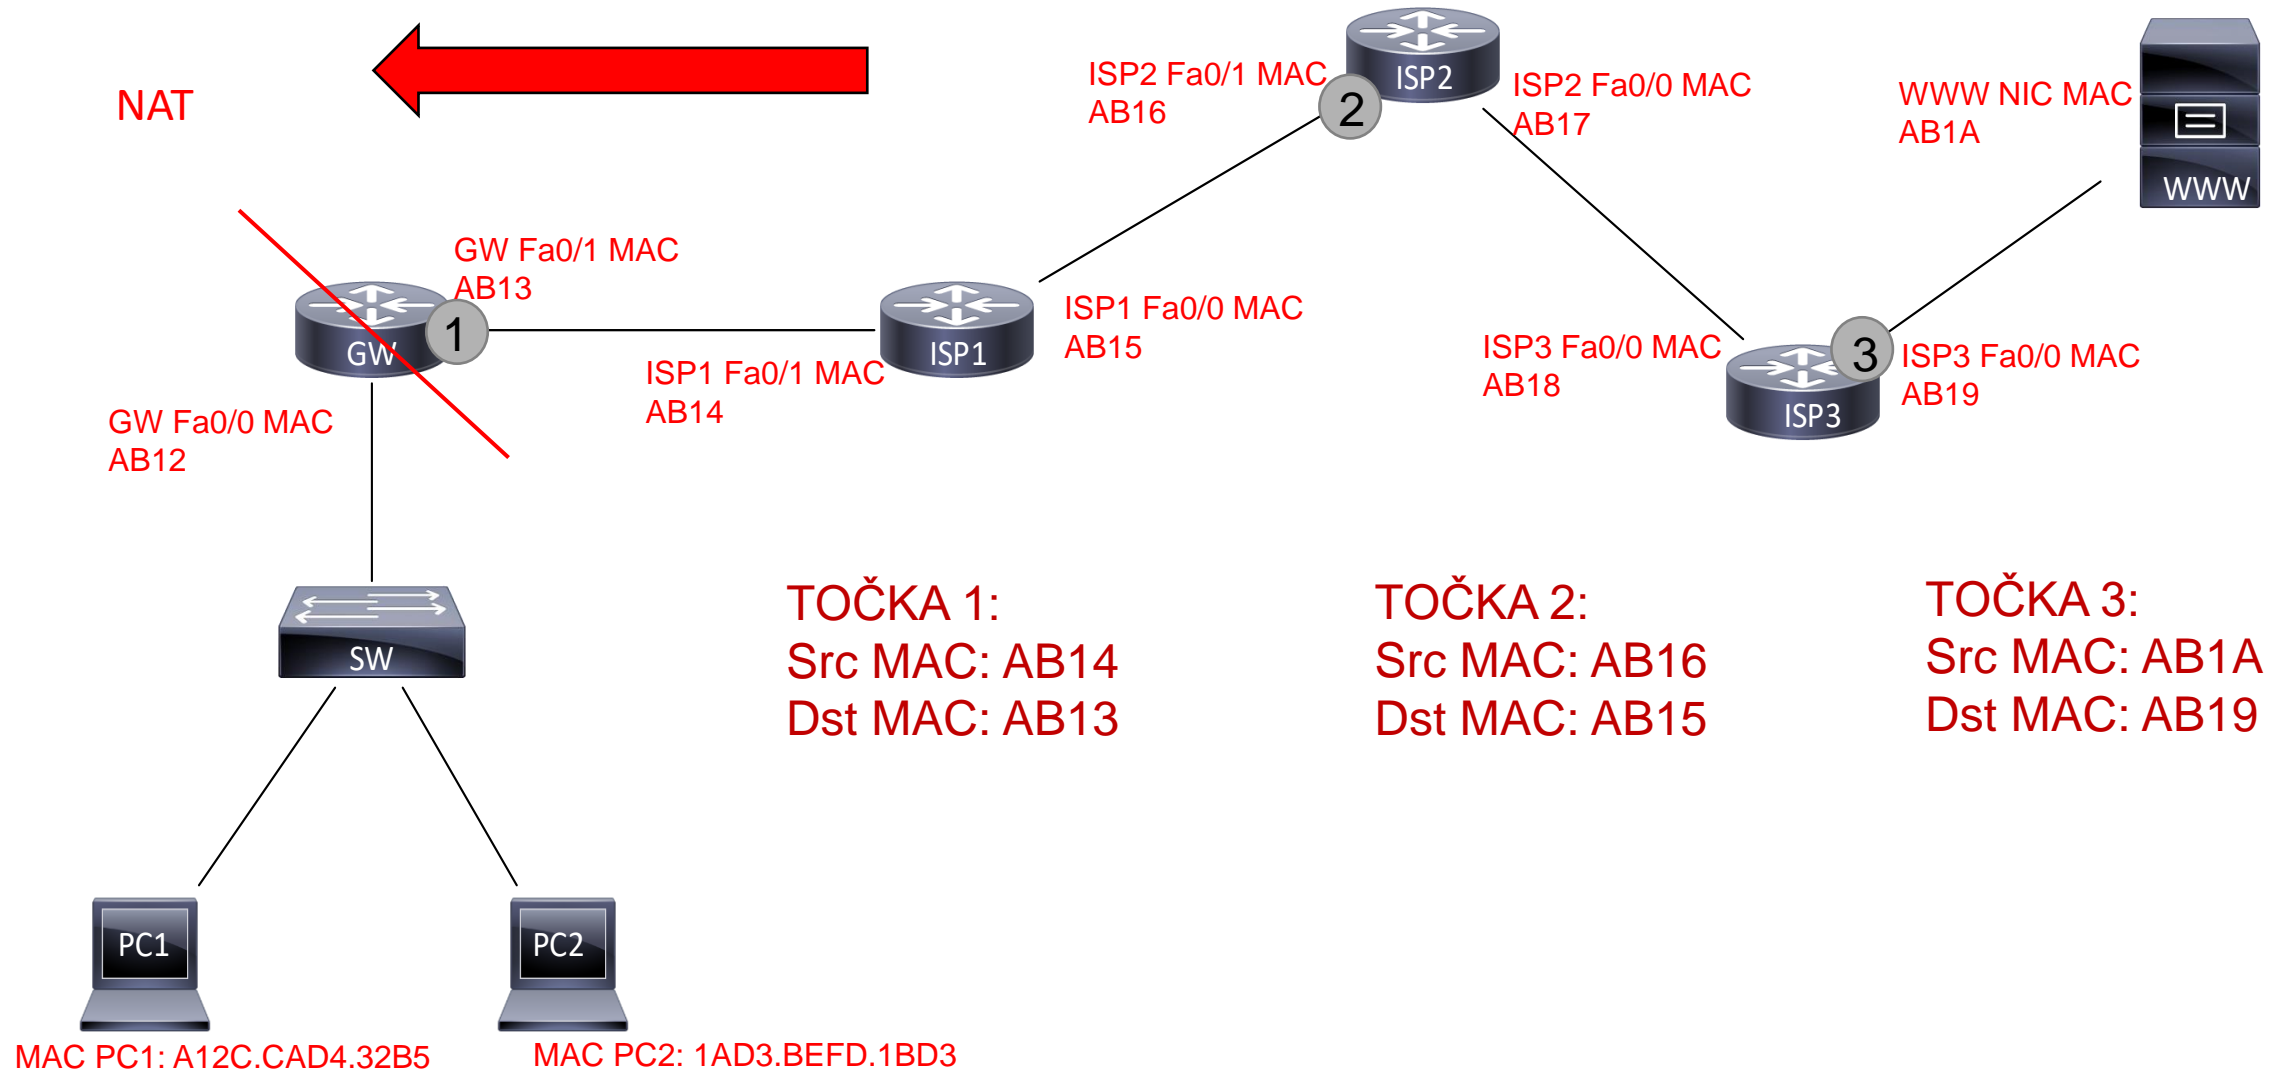 NAT
ISP2 Fa0/1 MAC
AB16
2
ISP2
ISP2 Fa0/0 MAC
AB17
WWW NIC MAC
AB1A
WWW
GW Fa0/1 MAC
AB13
1
GW
GW Fa0/0 MAC
AB12
ISP1 Fa0/1 MAC
AB14
ISP1
ISP1 Fa0/0 MAC
AB15
ISP3 Fa0/0 MAC
AB18
3
ISP3
ISP3 Fa0/0 MAC
AB19
SW
TOČKA 1:
Src MAC: AB14
Dst MAC: AB13
TOČKA 2:
Src MAC: AB16
Dst MAC: AB15
TOČKA 3:
Src MAC: AB1A
Dst MAC: AB19
PC1
PC2
MAC PC1: A12C.CAD4.32B5
MAC PC2: 1AD3.BEFD.1BD3